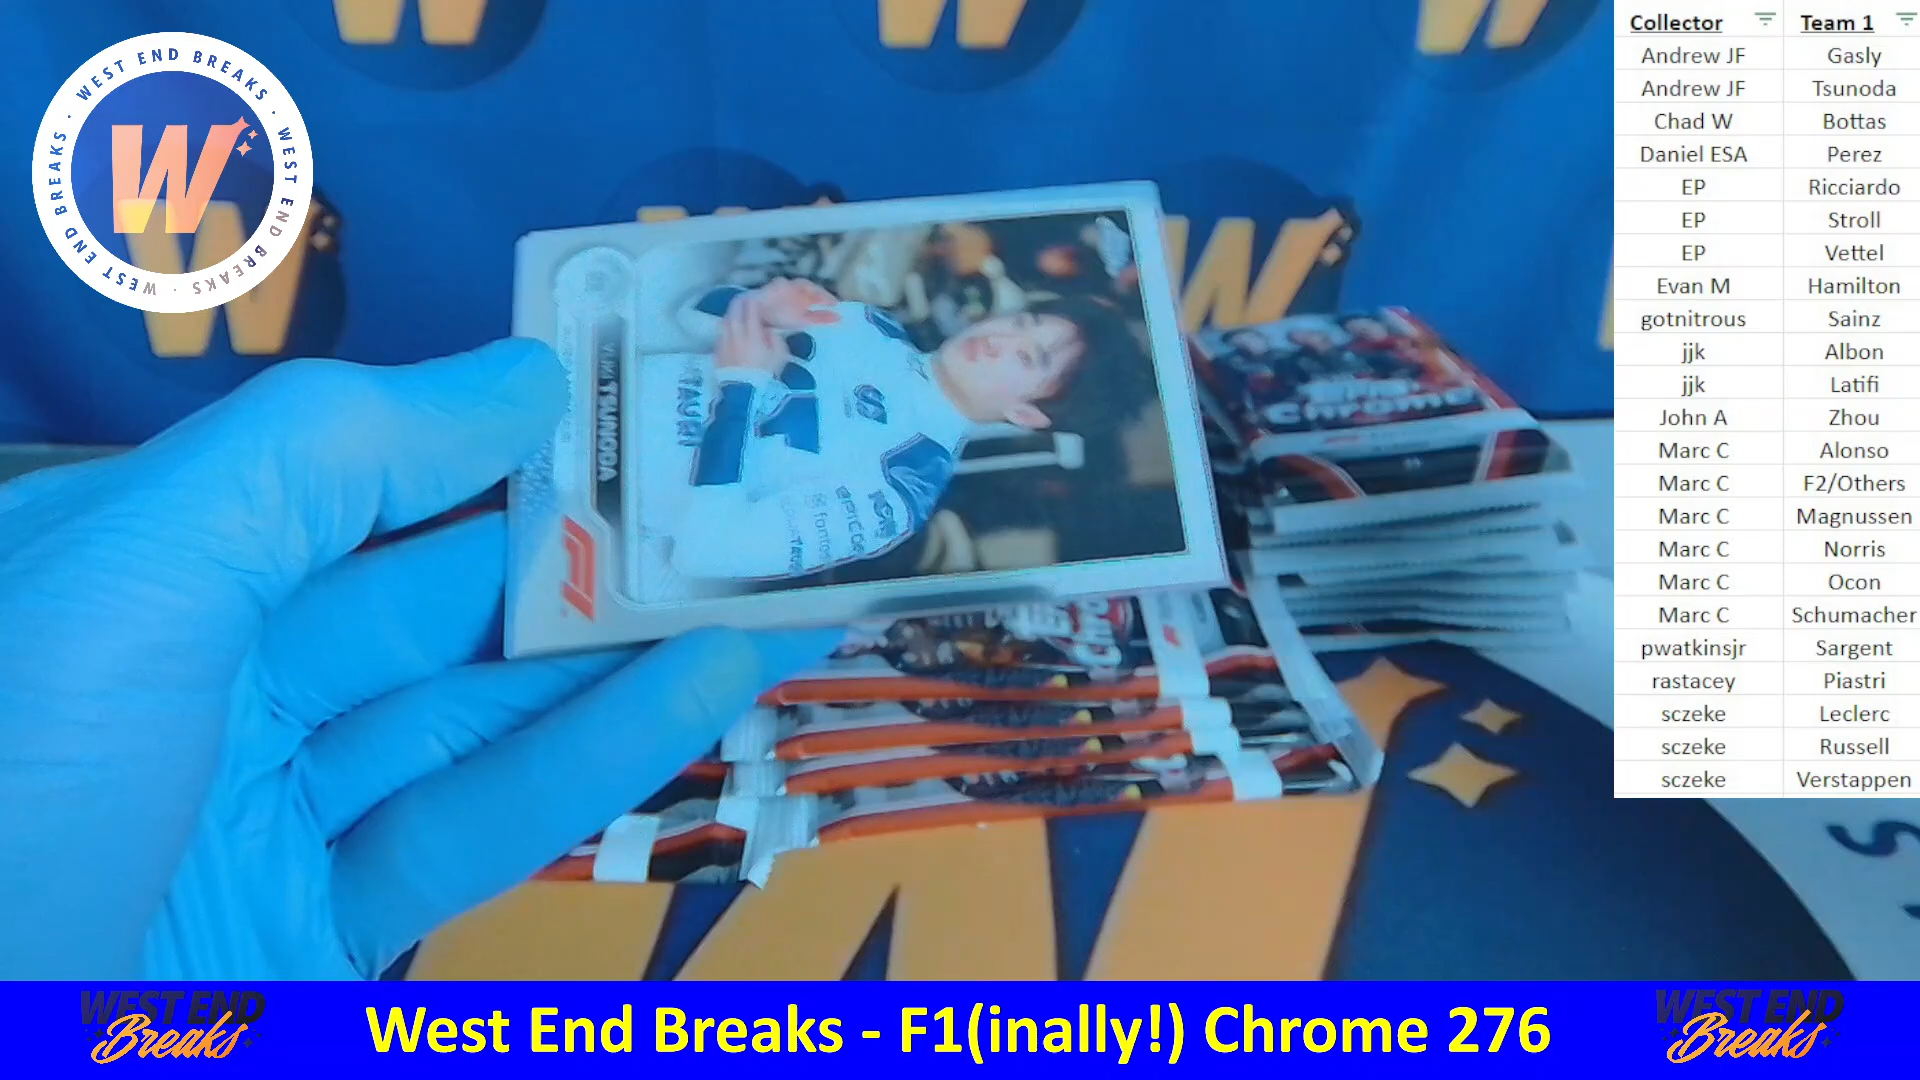 WEST END BREAKS · WEST END BREAKS · WEST END BREAKS ·
W
Collector Team 1
Andrew JF Gasly
Andrew JF Tsunoda
Chad W Bottas
Daniel ESA Perez
EP Ricciardo
EP Stroll
EP Vettel
Evan M Hamilton
gotnitrous Sainz
jjk Albon
jjk Latifi
John A Zhou
Marc C Alonso
Marc C F2/Others
Marc C Magnussen
Marc C Norris
Marc C Ocon
Marc C Schumacher
pwatkinsjr Sargent
rastacey Piastri
sczeke Leclerc
sczeke Russell
sczeke Verstappen
YUKI TSUNODA
F1
Chrome
WEST END
Breaks
West End Breaks - F1(inally!) Chrome 276
WEST END
Breaks